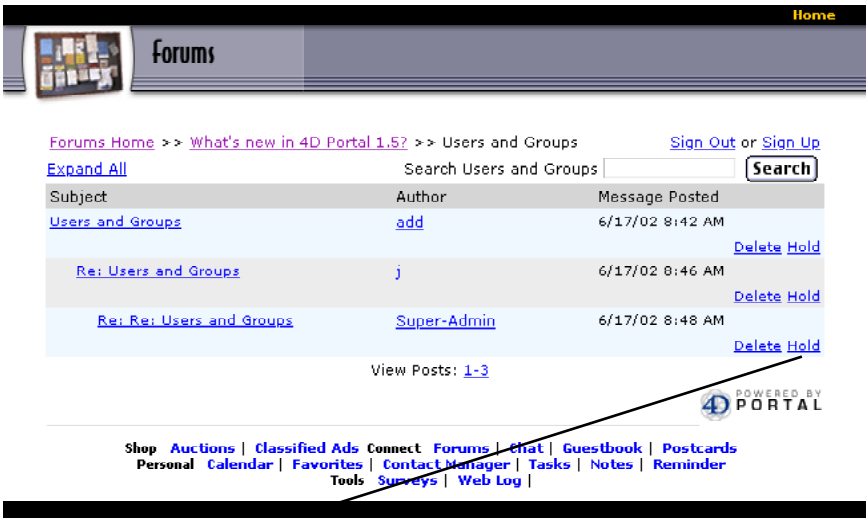 Home
Forums
Forums Home >> What's new in 4D Portal 1.5? >> Users and Groups Sign Out or Sign Up
Expand All Search Users and Groups Search
Subject Author Message Posted
Users and Groups add 6/17/02 8:42 AM
Delete Hold
Re: Users and Groups j 6/17/02 8:46 AM
Delete Hold
Re: Re: Users and Groups Super-Admin 6/17/02 8:48 AM
Delete Hold
View Posts: 1-3
POWERED BY
4D PORTAL
Shop Auctions | Classified Ads Connect Forums | Chat | Guestbook | Postcards
Personal Calendar | Favorites | Contact Manager | Tasks | Notes | Reminder
Tools Surveys | Web Log |